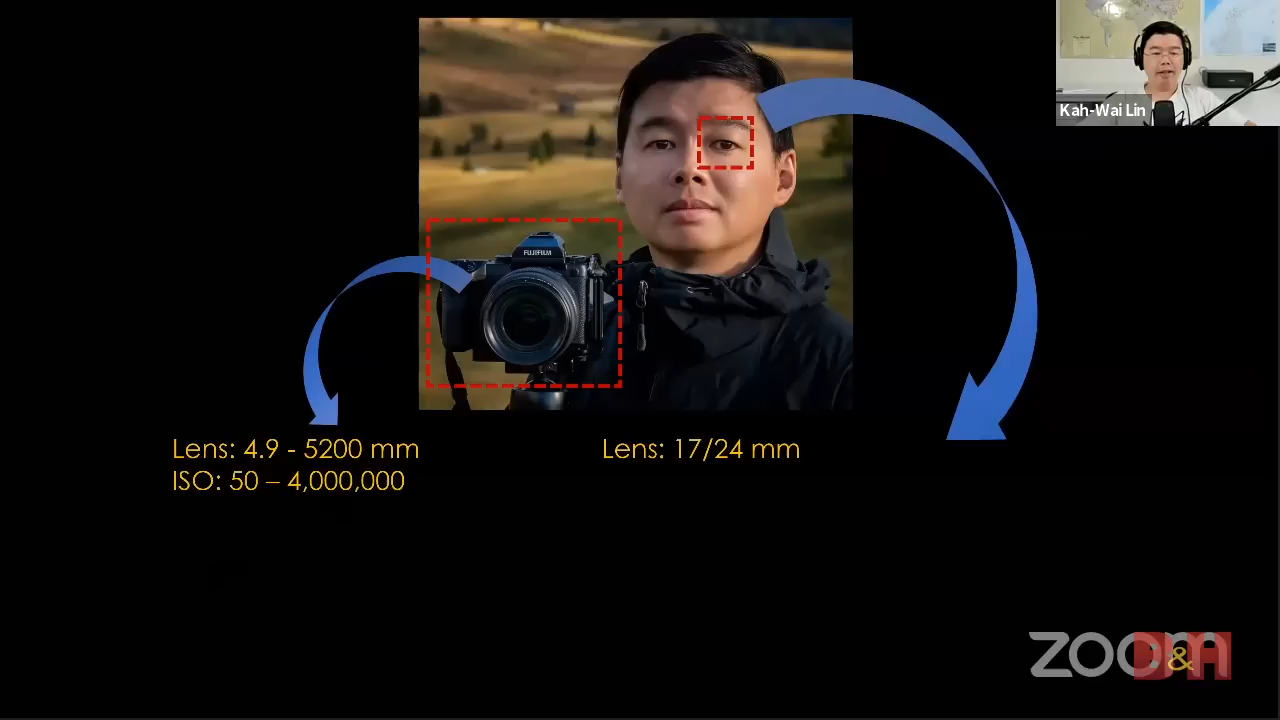 Kah-Wai Lin
FUJIFILM
Lens: 4.9 - 5200 mm
ISO: 50 – 4,000,000
Lens: 17/24 mm
zoom
&